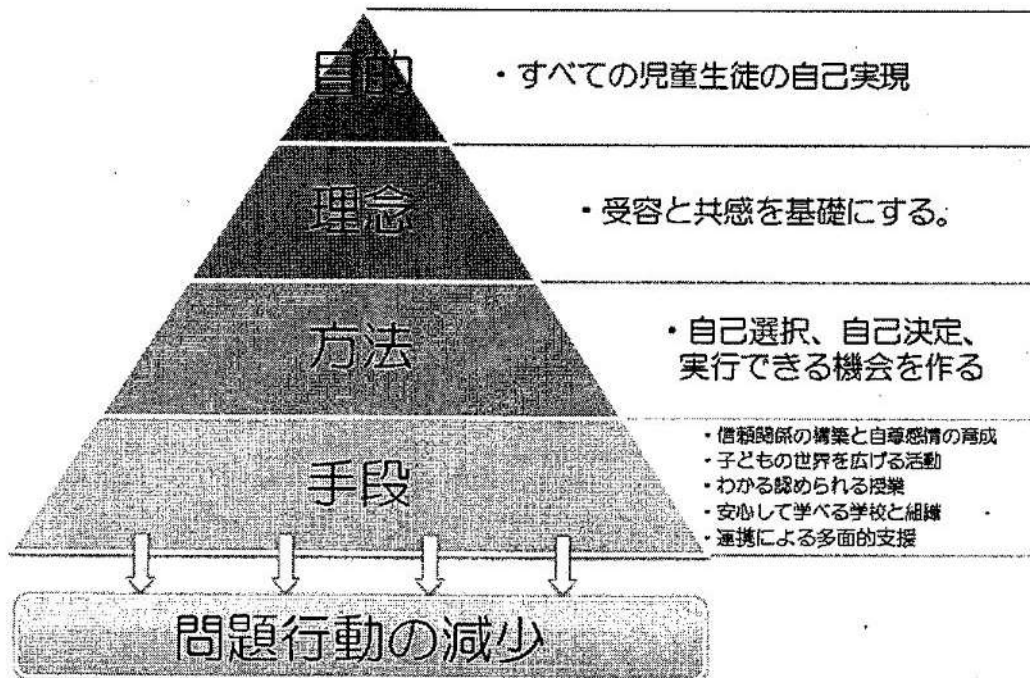 目的
・すべての児童生徒の自己実現
理念
・受容と共感を基礎にする。
方法
・自己選択、自己決定、
実行できる機会を作る
手段
・信頼関係の構築と自尊感情の育成
・子どもの世界を広げる活動
・わかる認められる授業
・安心して学べる学校と組織
・連携による多面的支援
問題行動の減少